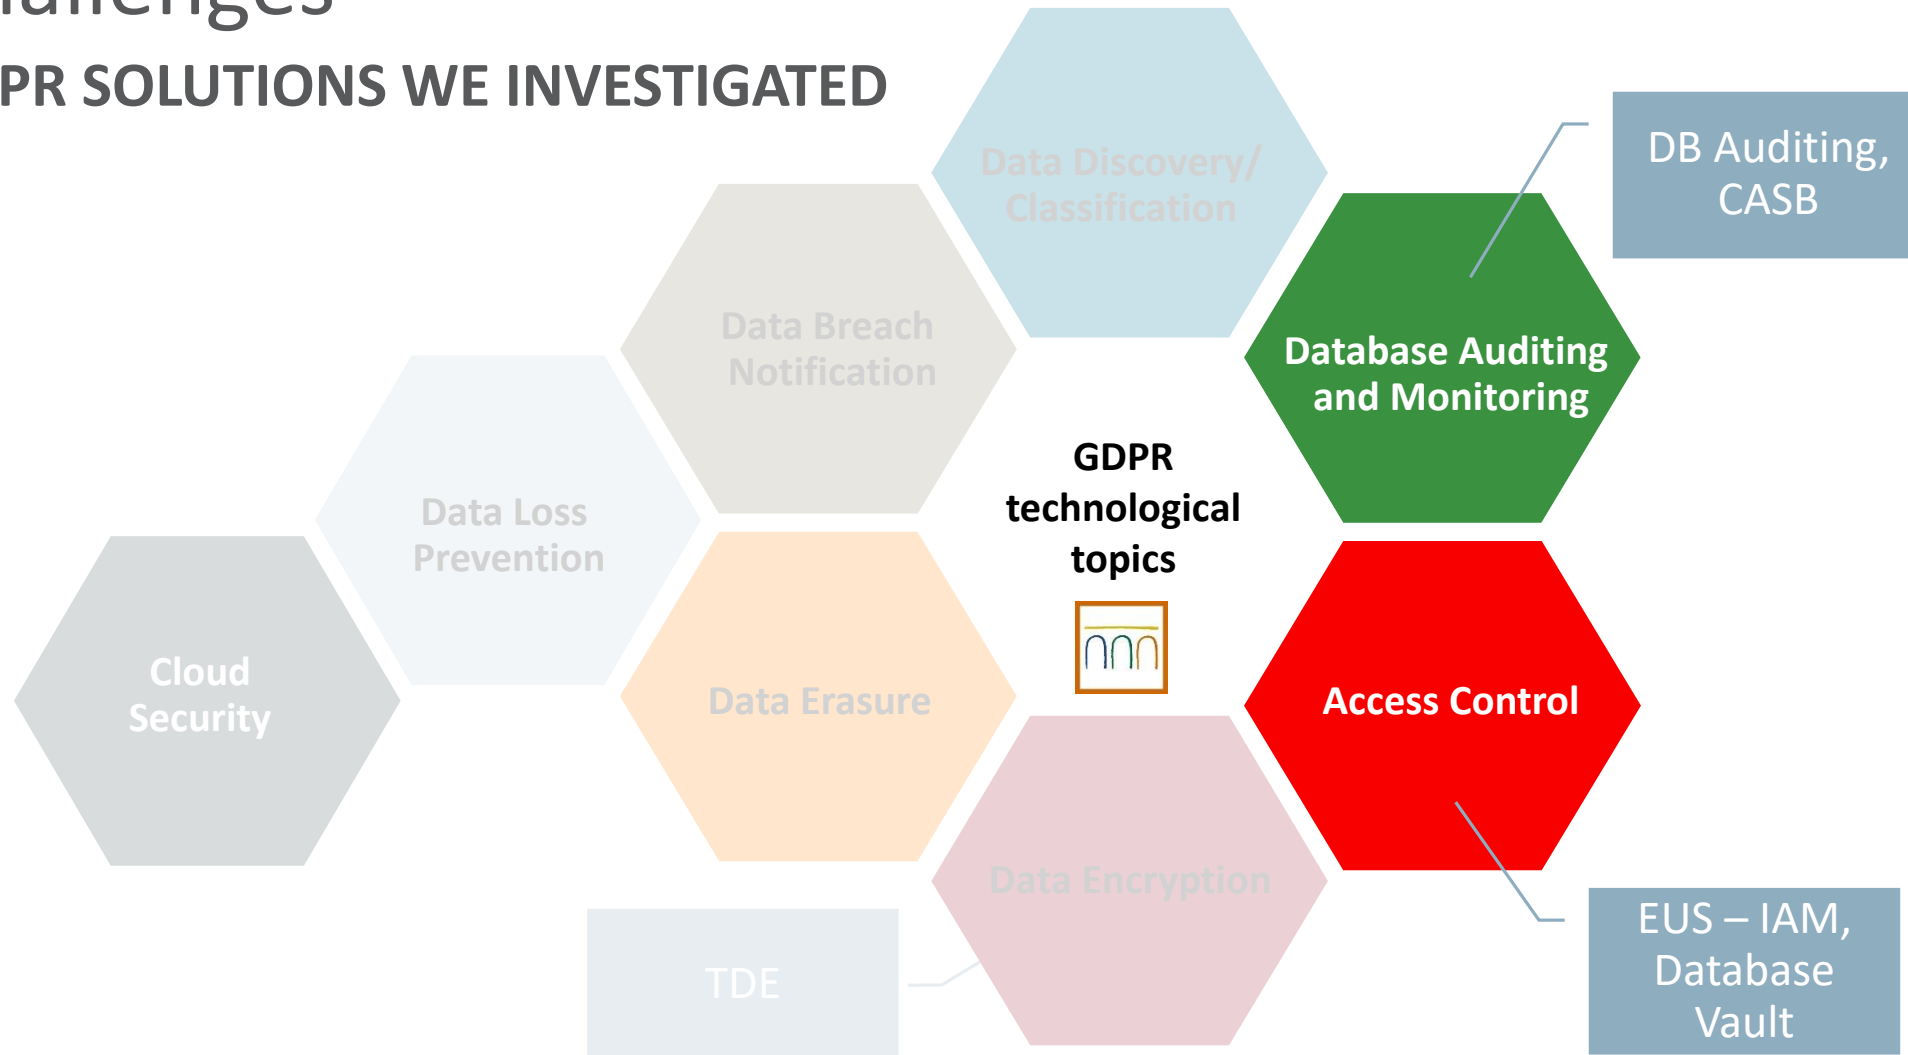 allenges
PR SOLUTIONS WE INVESTIGATED
Data Discovery/
Classification
DB Auditing,
CASB
Data Breach
Notification
Database Auditing
and Monitoring
GDPR
technological
topics
Data Loss
Prevention
Cloud
Security
Data Erasure
Access Control
Data Encryption
TDE
EUS – IAM,
Database
Vault